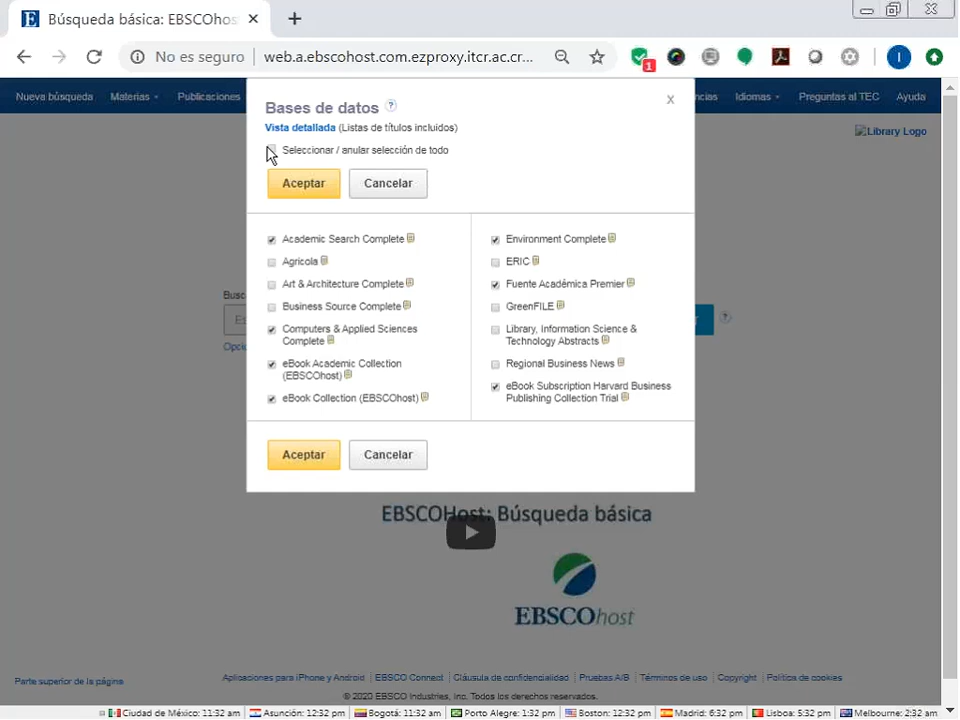 Búsqueda básica: EBSCOhos
No es seguro
web.a.ebscohost.com.ezproxy.itcr.ac.cr...
1
I
Nueva búsqueda Materias Publicaciones
ncias Idiomas Preguntas al TEC Ayuda
Bases de datos
X
Vista detallada (Listas de títulos incluidos)
Library Logo
Seleccionar / anular selección de todo
Aceptar Cancelar
Academic Search Complete
Agricola
Art & Architecture Complete
Business Source Complete
Computers & Applied Sciences
Complete
eBook Academic Collection
(EBSCOhost)
eBook Collection (EBSCOhost)
Environment Complete
ERIC
Fuente Académica Premier
GreenFILE
Library, Information Science &
Technology Abstracts
Regional Business News
eBook Subscription Harvard Business
Publishing Collection Trial
Busc
Es
r
Opcio
Aceptar Cancelar
EBSCOHost: Búsqueda básica
EBSCOhost
Parte superior de la página
Aplicaciones para iPhone y Android | EBSCO Connect | Cláusula de confidencialidad | Pruebas A/B | Términos de uso | Copyright | Política de cookies
© 2020 EBSCO Industries, Inc. Todos los derechos reservados.
Ciudad de México: 11:32 am Asunción: 12:32 pm Bogotá: 11:32 am Porto Alegre: 1:32 pm Boston: 12:32 pm Madrid: 6:32 pm Lisboa: 5:32 pm Melbourne: 2:32 am